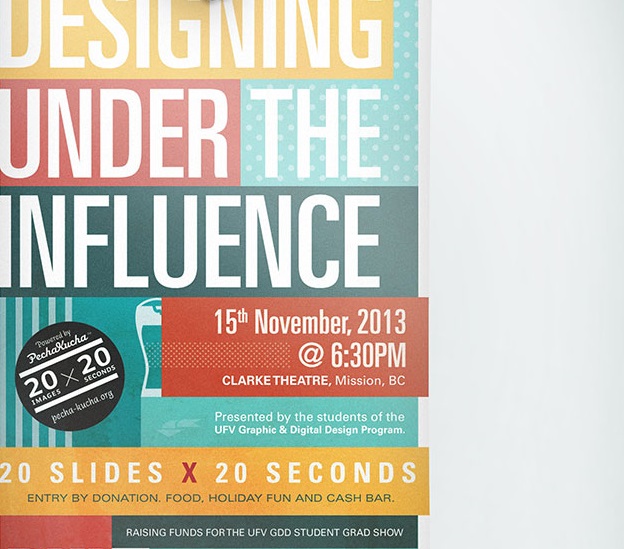 DESIGNING
UNDER THE
INFLUENCE
15th November, 2013
@ 6:30PM
CLARKE THEATRE, Mission, BC
Powered by
PechaKucha™
20 X 20
IMAGES SECONDS
pecha-kucha.org
Presented by the students of the
UFV Graphic & Digital Design Program.
20 SLIDES X 20 SECONDS
ENTRY BY DONATION. FOOD, HOLIDAY FUN AND CASH BAR.
RAISING FUNDS FOR THE UFV GDD STUDENT GRAD SHOW